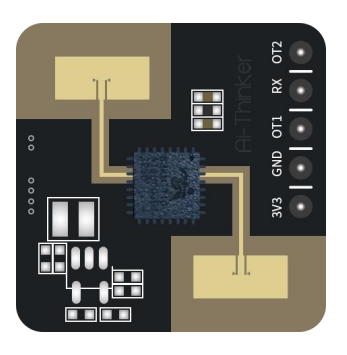 Ai-Thinker
OT2
RX
OT1
GND
3V3